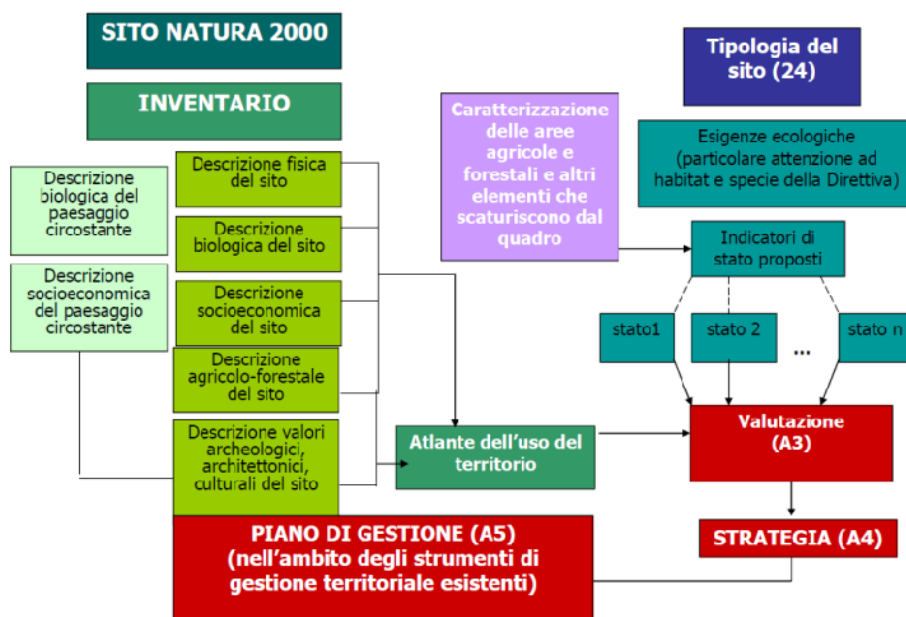 SITO NATURA 2000
INVENTARIO
Descrizione
biologica del
paesaggio
circostante
Descrizione
socioeconomica
del paesaggio
circostante
Descrizione fisica
del sito
Descrizione
biologica del sito
Descrizione
socioeconomica
del sito
Descrizione
agricolo-forestale
del sito
Descrizione valori
archeologici,
architettonici,
culturali del sito
Caratterizzazione
delle aree
agricole e
forestali e altri
elementi che
scaturiscono dal
quadro
Tipologia del
sito (24)
Esigenze ecologiche
(particolare attenzione ad
habitat e specie della Direttiva)
Indicatori di
stato proposti
stato1
stato 2
...
stato n
Atlante dell'uso del
territorio
Valutazione
(A3)
STRATEGIA (A4)
PIANO DI GESTIONE (A5)
(nell'ambito degli strumenti di
gestione territoriale esistenti)